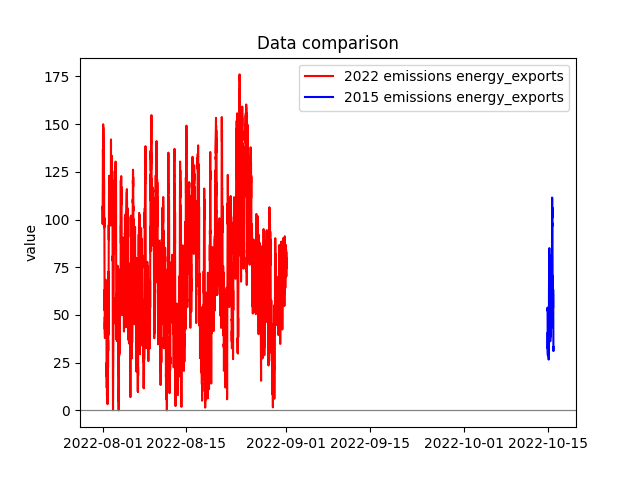 Data comparison
2022 emissions energy_exports
2015 emissions energy_exports
value
175
150
125
100
75
50
25
0
2022-08-01 2022-08-15 2022-09-01 2022-09-15 2022-10-01 2022-10-15